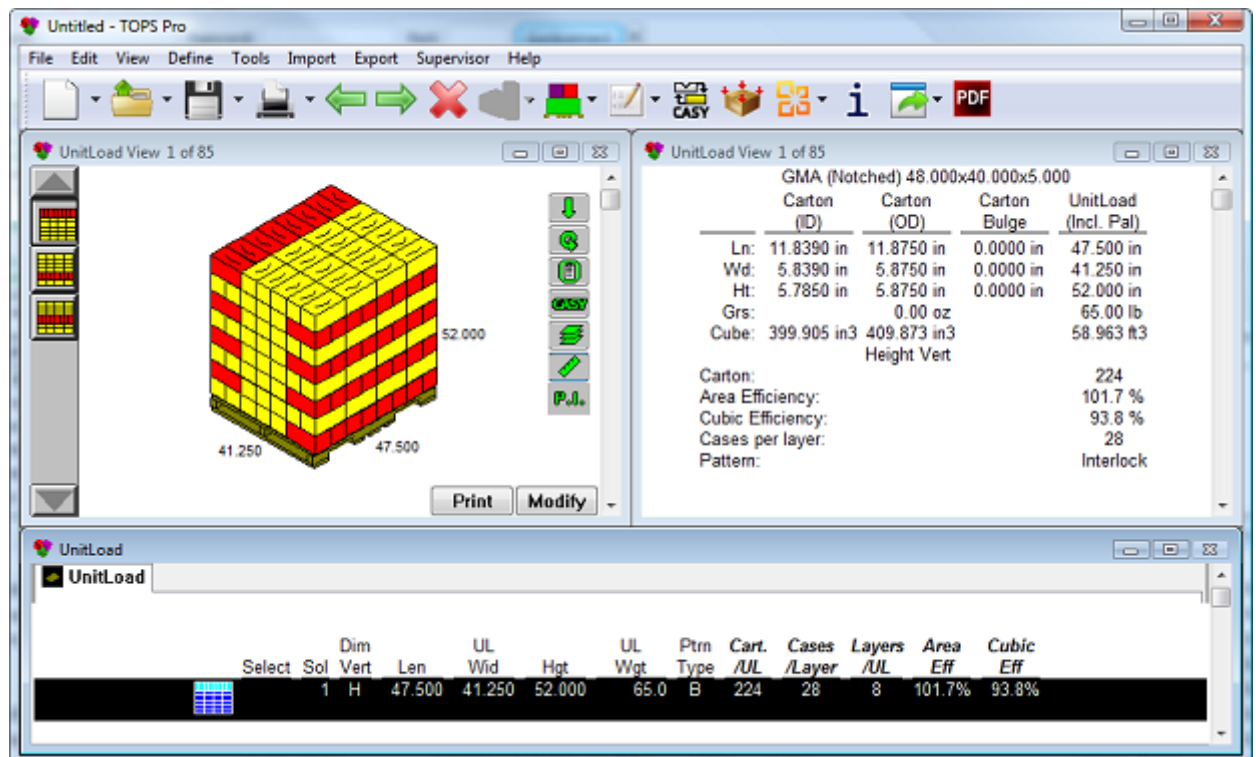 Untitled - TOPS Pro
File Edit View Define Tools Import Export Supervisor Help
CASY
i
PDF
UnitLoad View 1 of 85
52.000
41.250
47.500
CASY
P.I.
Print Modify
UnitLoad View 1 of 85
GMA (Notched) 48.000x40.000x5.000
Carton Carton Carton UnitLoad
(ID) (OD) Bulge (Incl. Pal)
Ln: 11.8390 in 11.8750 in 0.0000 in 47.500 in
Wd: 5.8390 in 5.8750 in 0.0000 in 41.250 in
Ht: 5.7850 in 5.8750 in 0.0000 in 52.000 in
Grs: 0.00 oz 65.00 lb
Cube: 399.905 in3 409.873 in3 58.963 ft3
Height Vert
Carton: 224
Area Efficiency: 101.7 %
Cubic Efficiency: 93.8 %
Cases per layer: 28
Pattern: Interlock
UnitLoad
UnitLoad
Dim UL UL Ptrn Cart. Cases Layers Area Cubic
Select Sol Vert Len Wid Hgt Wgt Type /UL /Layer /UL Eff Eff
1 H 47.500 41.250 52.000 65.0 B 224 28 8 101.7% 93.8%